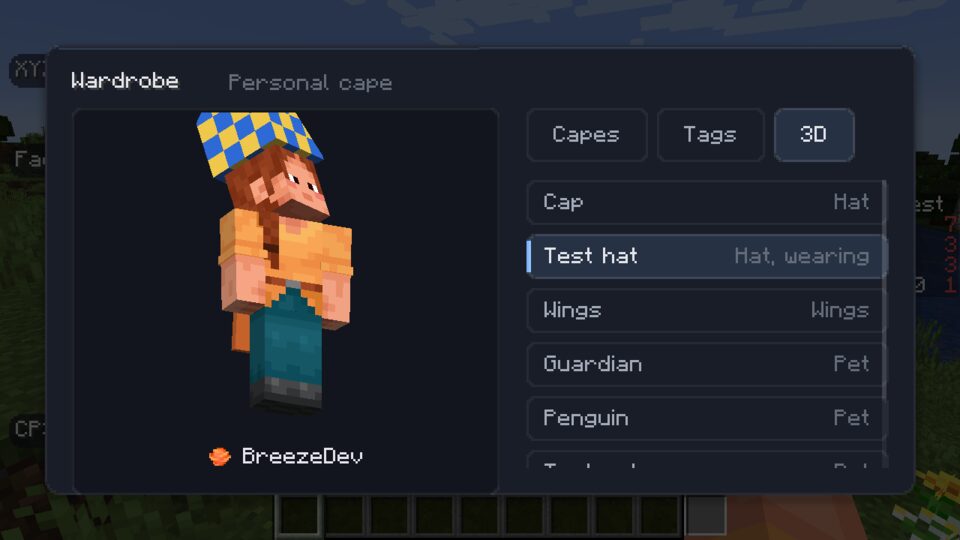 XYZ
Wardrobe
Personal cape
Capes
Tags
3D
Cap
Hat
Test hat
Hat, wearing
Wings
Wings
Guardian
Pet
Penguin
Pet
BreezeDev